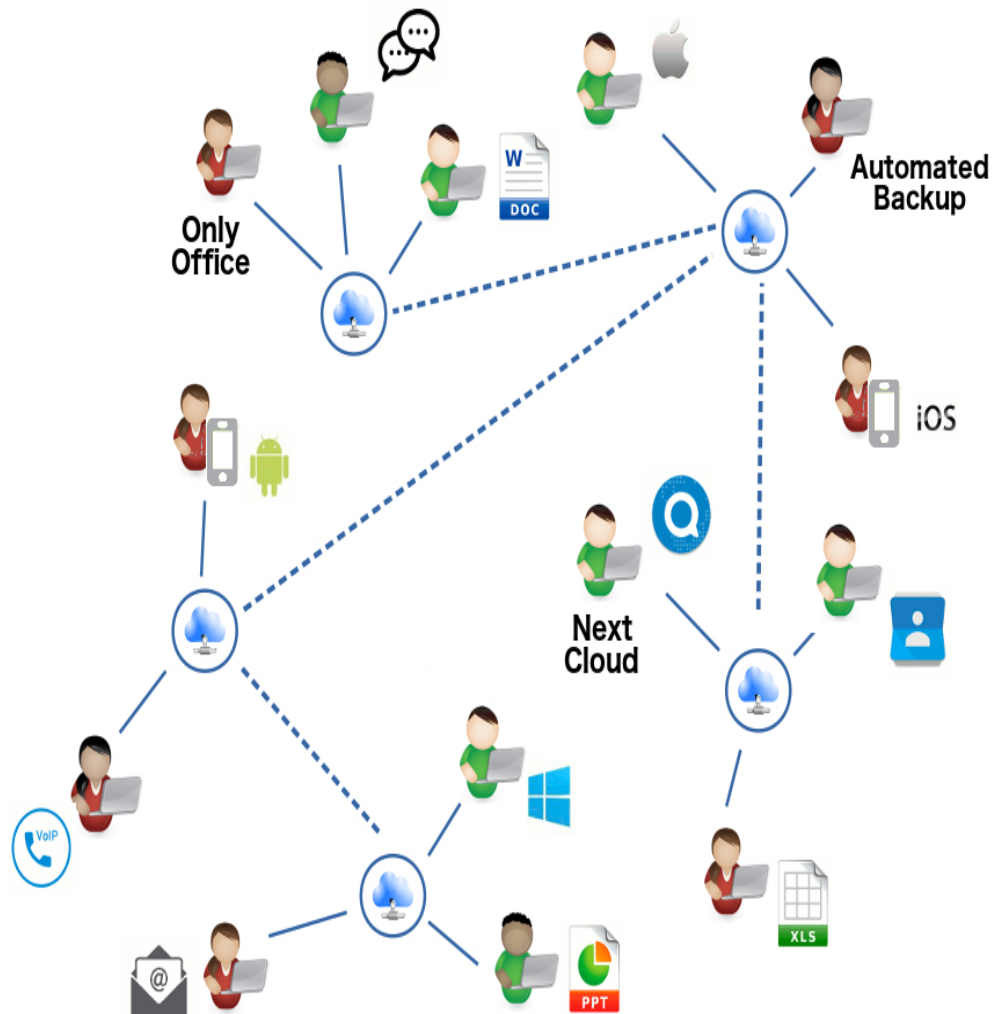 W
DOC
Only
Office
Automated
Backup
iOS
Next
Cloud
VoIP
XLS
@
PPT